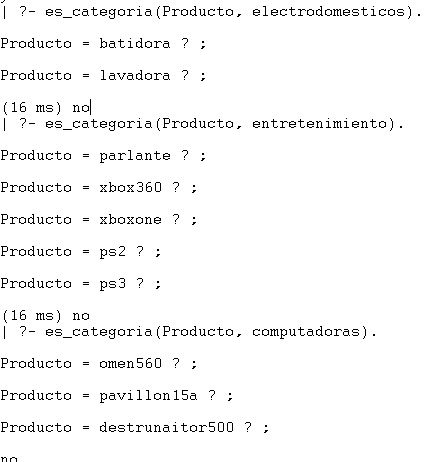 | ?- es_categoria(Producto, electrodomesticos).
Producto = batidora ? ;
Producto = lavadora ? ;
(16 ms) no
| ?- es_categoria(Producto, entretenimiento).
Producto = parlante ? ;
Producto = xbox360 ? ;
Producto = xboxone ? ;
Producto = ps2 ? ;
Producto = ps3 ? ;
(16 ms) no
| ?- es_categoria(Producto, computadoras).
Producto = omen560 ? ;
Producto = pavillon15a ? ;
Producto = destrunaitor500 ? ;
no